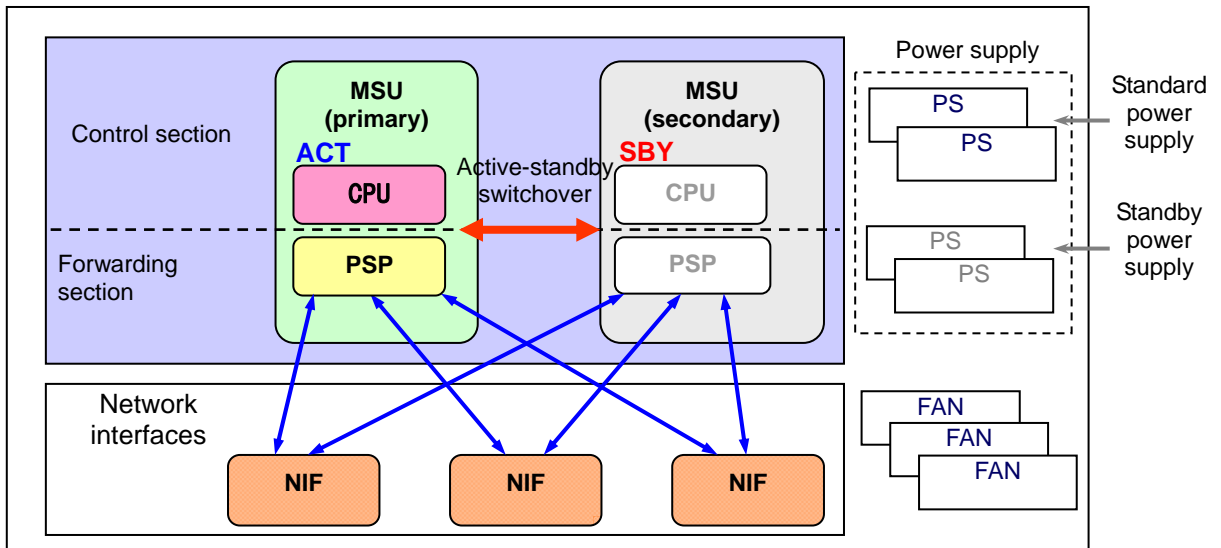 Power supply
MSU
(primary)
MSU
(secondary)
Control section
ACT
SBY
Active-standby
switchover
CPU
CPU
PS
PS
Standard
power
supply
Forwarding
section
PSP
PSP
PS
PS
Standby
power
supply
Network
interfaces
NIF
NIF
NIF
FAN
FAN
FAN